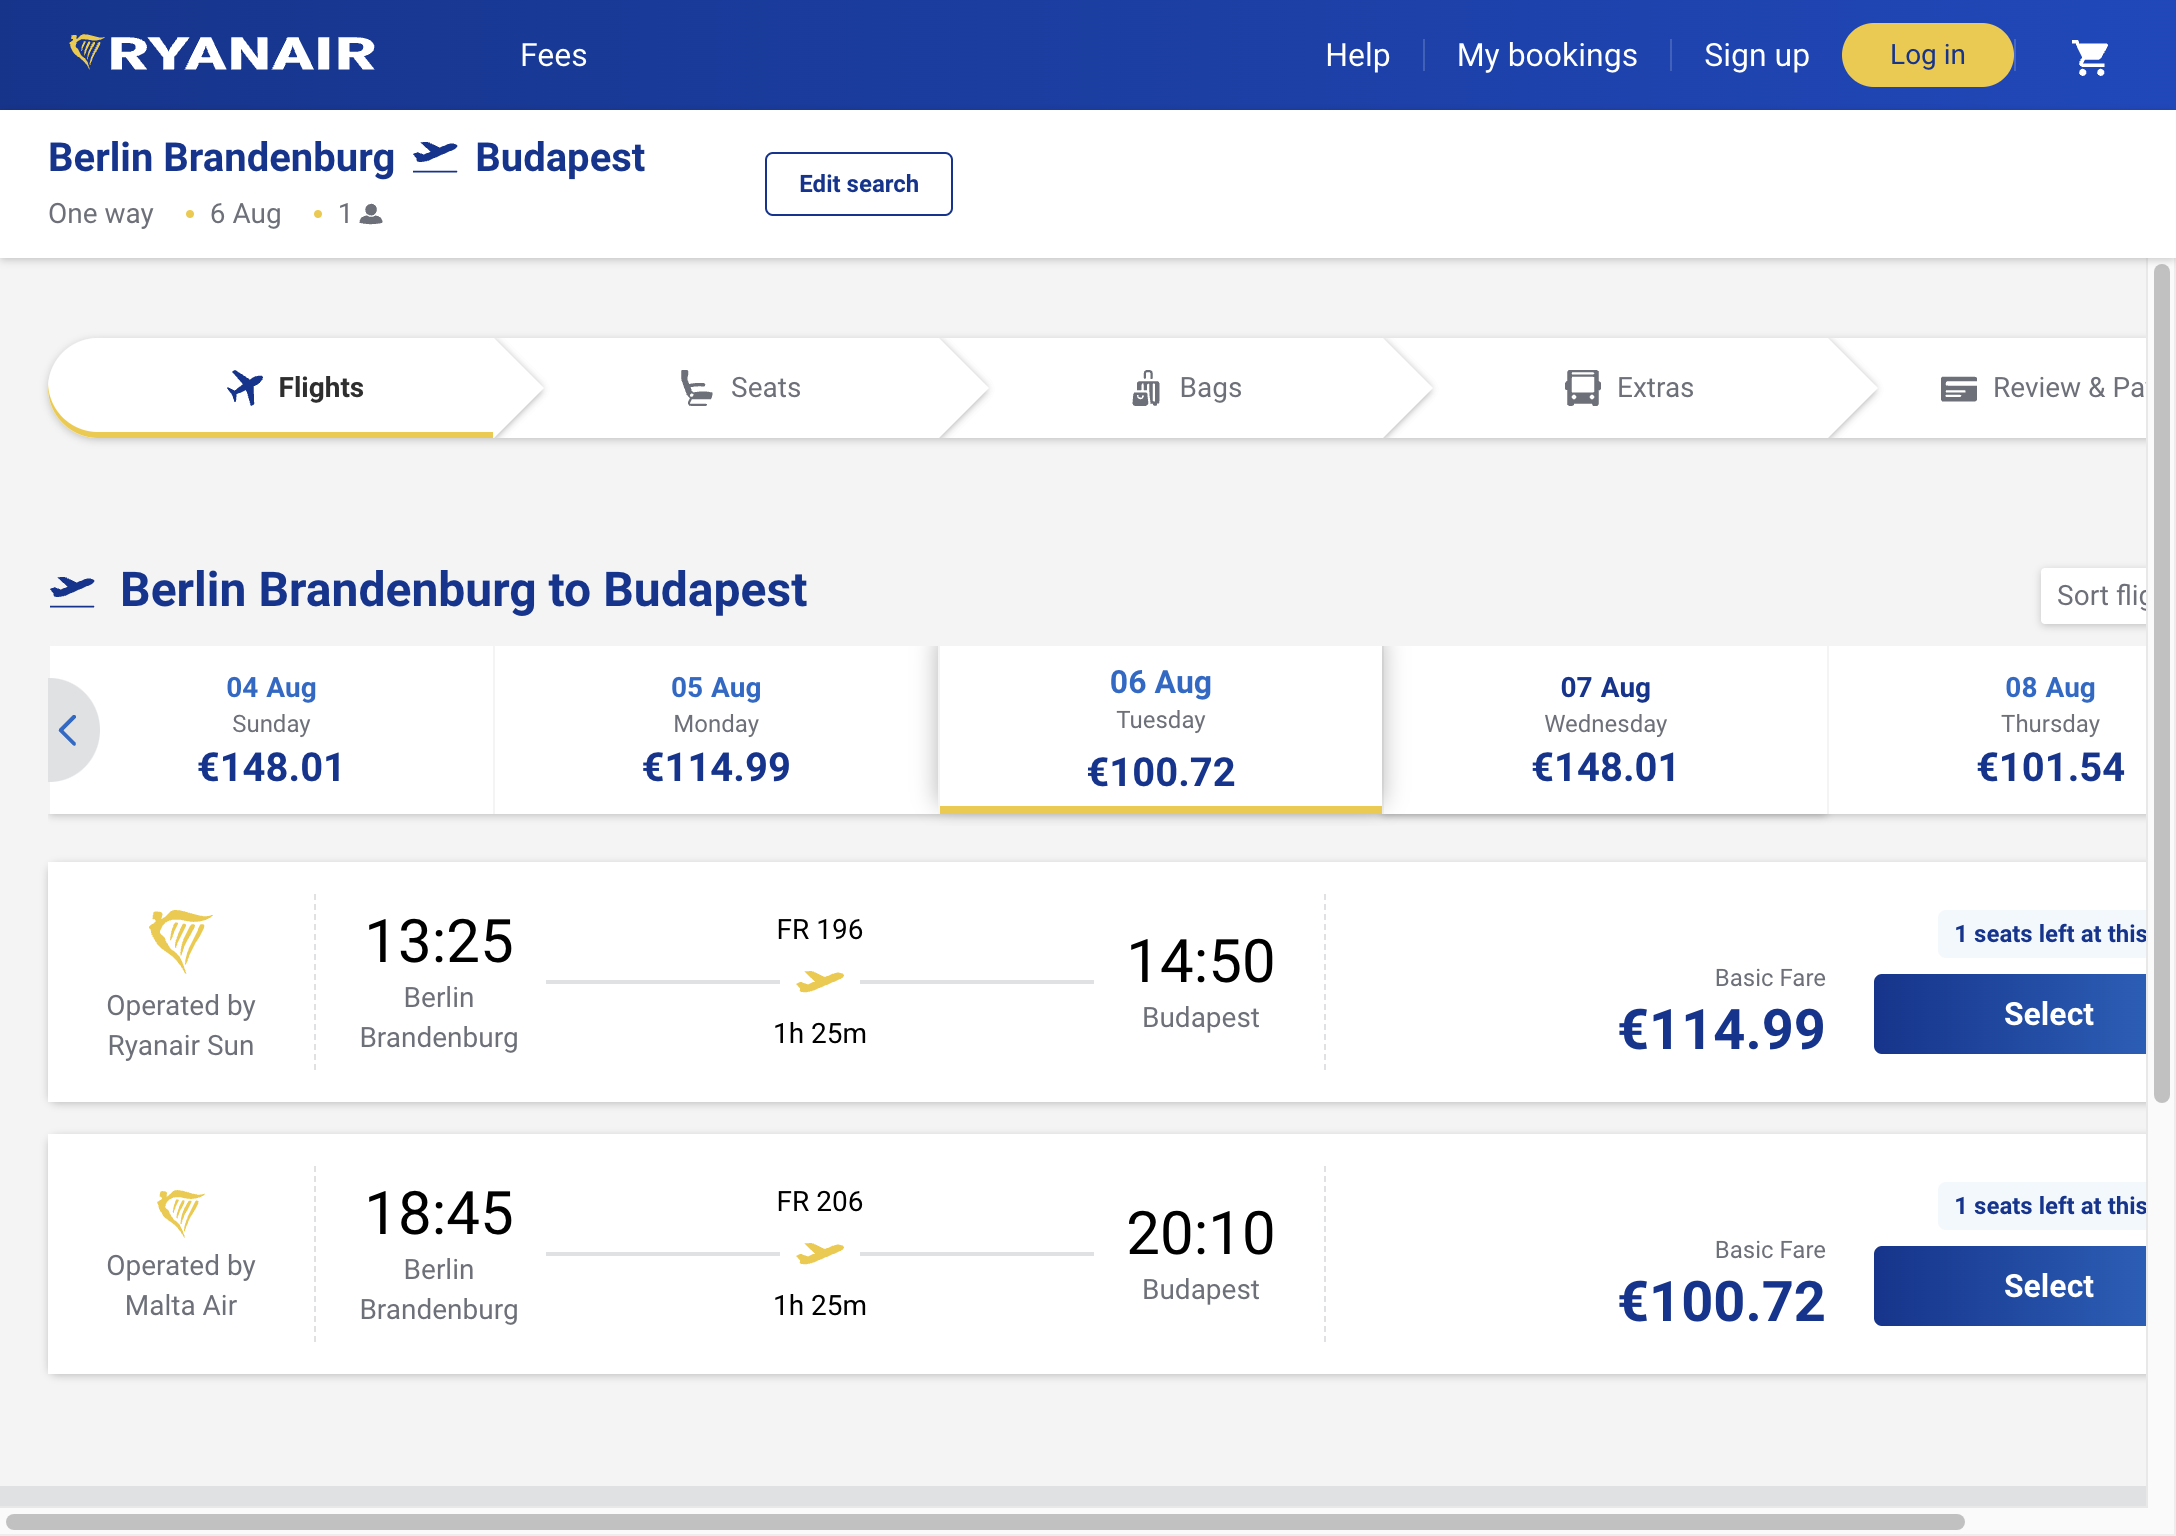 RYANAIR Fees Help My bookings Sign up Log in
Berlin Brandenburg Budapest
Edit search
One way • 6 Aug • 1
Flights Seats Bags Extras Review & Pa
Berlin Brandenburg to Budapest
Sort flig
04 Aug
Sunday
€148.01
05 Aug
Monday
€114.99
06 Aug
Tuesday
€100.72
07 Aug
Wednesday
€148.01
08 Aug
Thursday
€101.54
Operated by
Ryanair Sun
13:25
Berlin
Brandenburg
FR 196
1h 25m
14:50
Budapest
Basic Fare
€114.99
1 seats left at this
Select
Operated by
Malta Air
18:45
Berlin
Brandenburg
FR 206
1h 25m
20:10
Budapest
Basic Fare
€100.72
1 seats left at this
Select